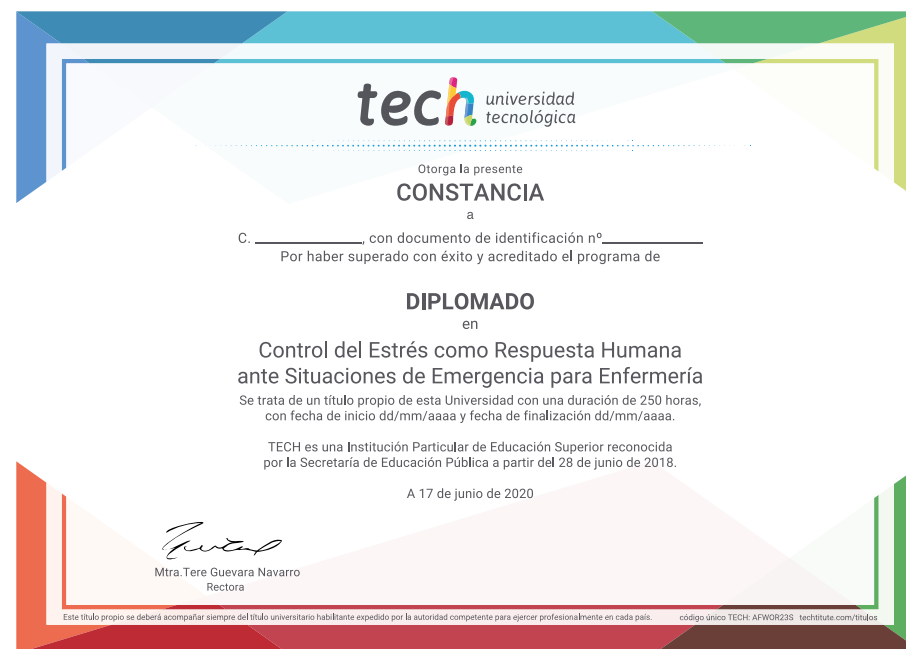 tech universidad
tecnológica
Otorga la presente
CONSTANCIA
a
C. ____________, con documento de identificación nº____________
Por haber superado con éxito y acreditado el programa de
DIPLOMADO
en
Control del Estrés como Respuesta Humana
ante Situaciones de Emergencia para Enfermería
Se trata de un título propio de esta Universidad con una duración de 250 horas,
con fecha de inicio dd/mm/aaaa y fecha de finalización dd/mm/aaaa.
TECH es una Institución Particular de Educación Superior reconocida
por la Secretaría de Educación Pública a partir del 28 de junio de 2018.
A 17 de junio de 2020
Mtra.Tere Guevara Navarro
Rectora
Este título propio se deberá acompañar siempre del título universitario habilitante expedido por la autoridad competente para ejercer profesionalmente en cada país. código único TECH: AFWOR23S techtitute.com/titulos